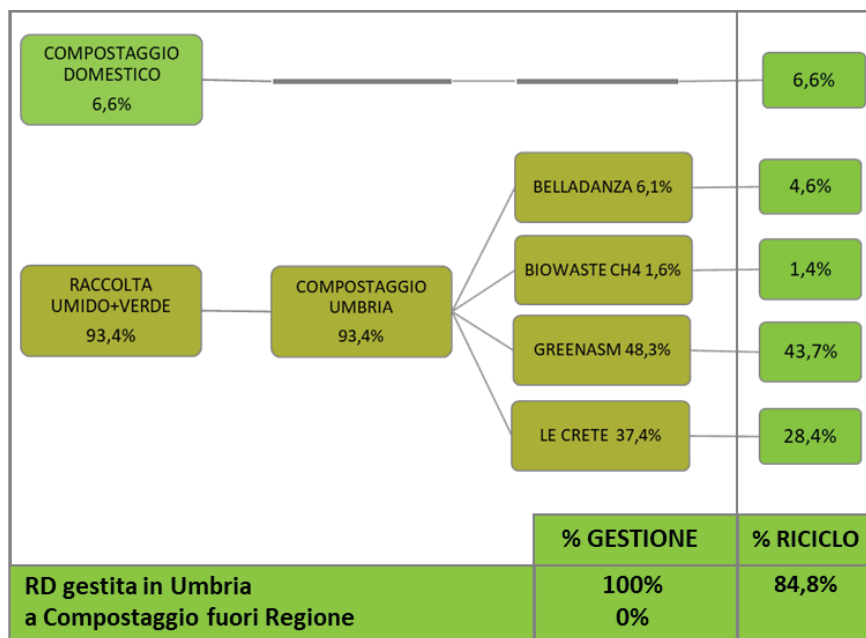 COMPOSTAGGIO
DOMESTICO
6,6%
6,6%
BELLADANZA 6,1%
4,6%
RACCOLTA
UMIDO+VERDE
93,4%
COMPOSTAGGIO
UMBRIA
93,4%
BIOWASTE CH4 1,6%
1,4%
GREENASM 48,3%
43,7%
LE CRETE 37,4%
28,4%
% GESTIONE
% RICICLO
RD gestita in Umbria
100%
84,8%
a Compostaggio fuori Regione
0%